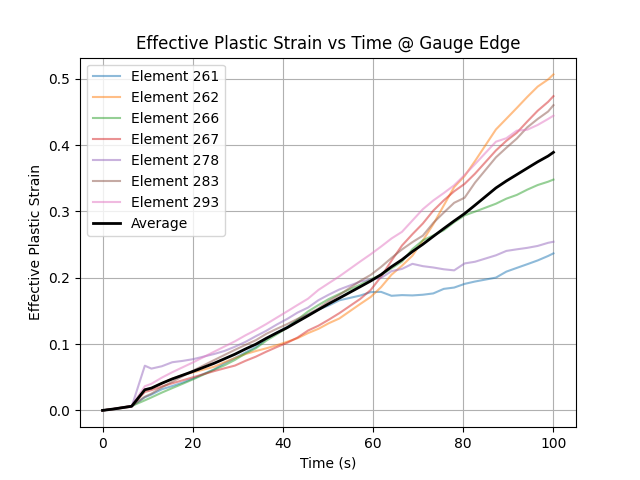 Effective Plastic Strain vs Time @ Gauge Edge
Element 261
Element 262
Element 266
Element 267
Element 278
Element 283
Element 293
Average
Effective Plastic Strain
0.5
0.4
0.3
0.2
0.1
0.0
0
20
40
60
80
100
Time (s)